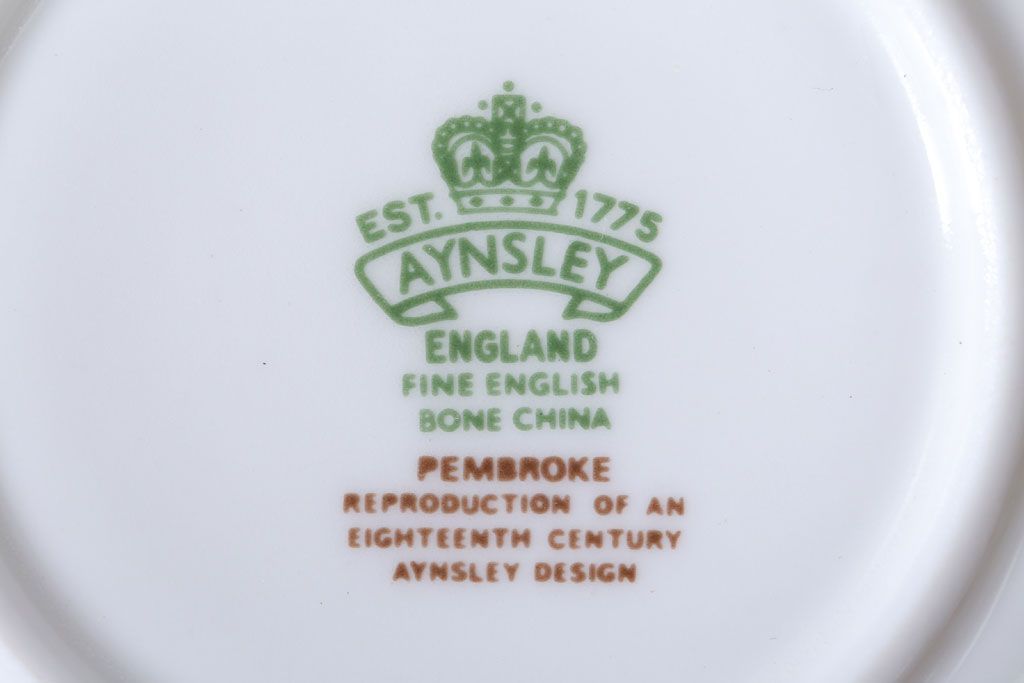 EST. 1775
AYNSLEY
ENGLAND
FINE ENGLISH
BONE CHINA
PEMBROKE
REPRODUCTION OF AN
EIGHTEENTH CENTURY
AYNSLEY DESIGN